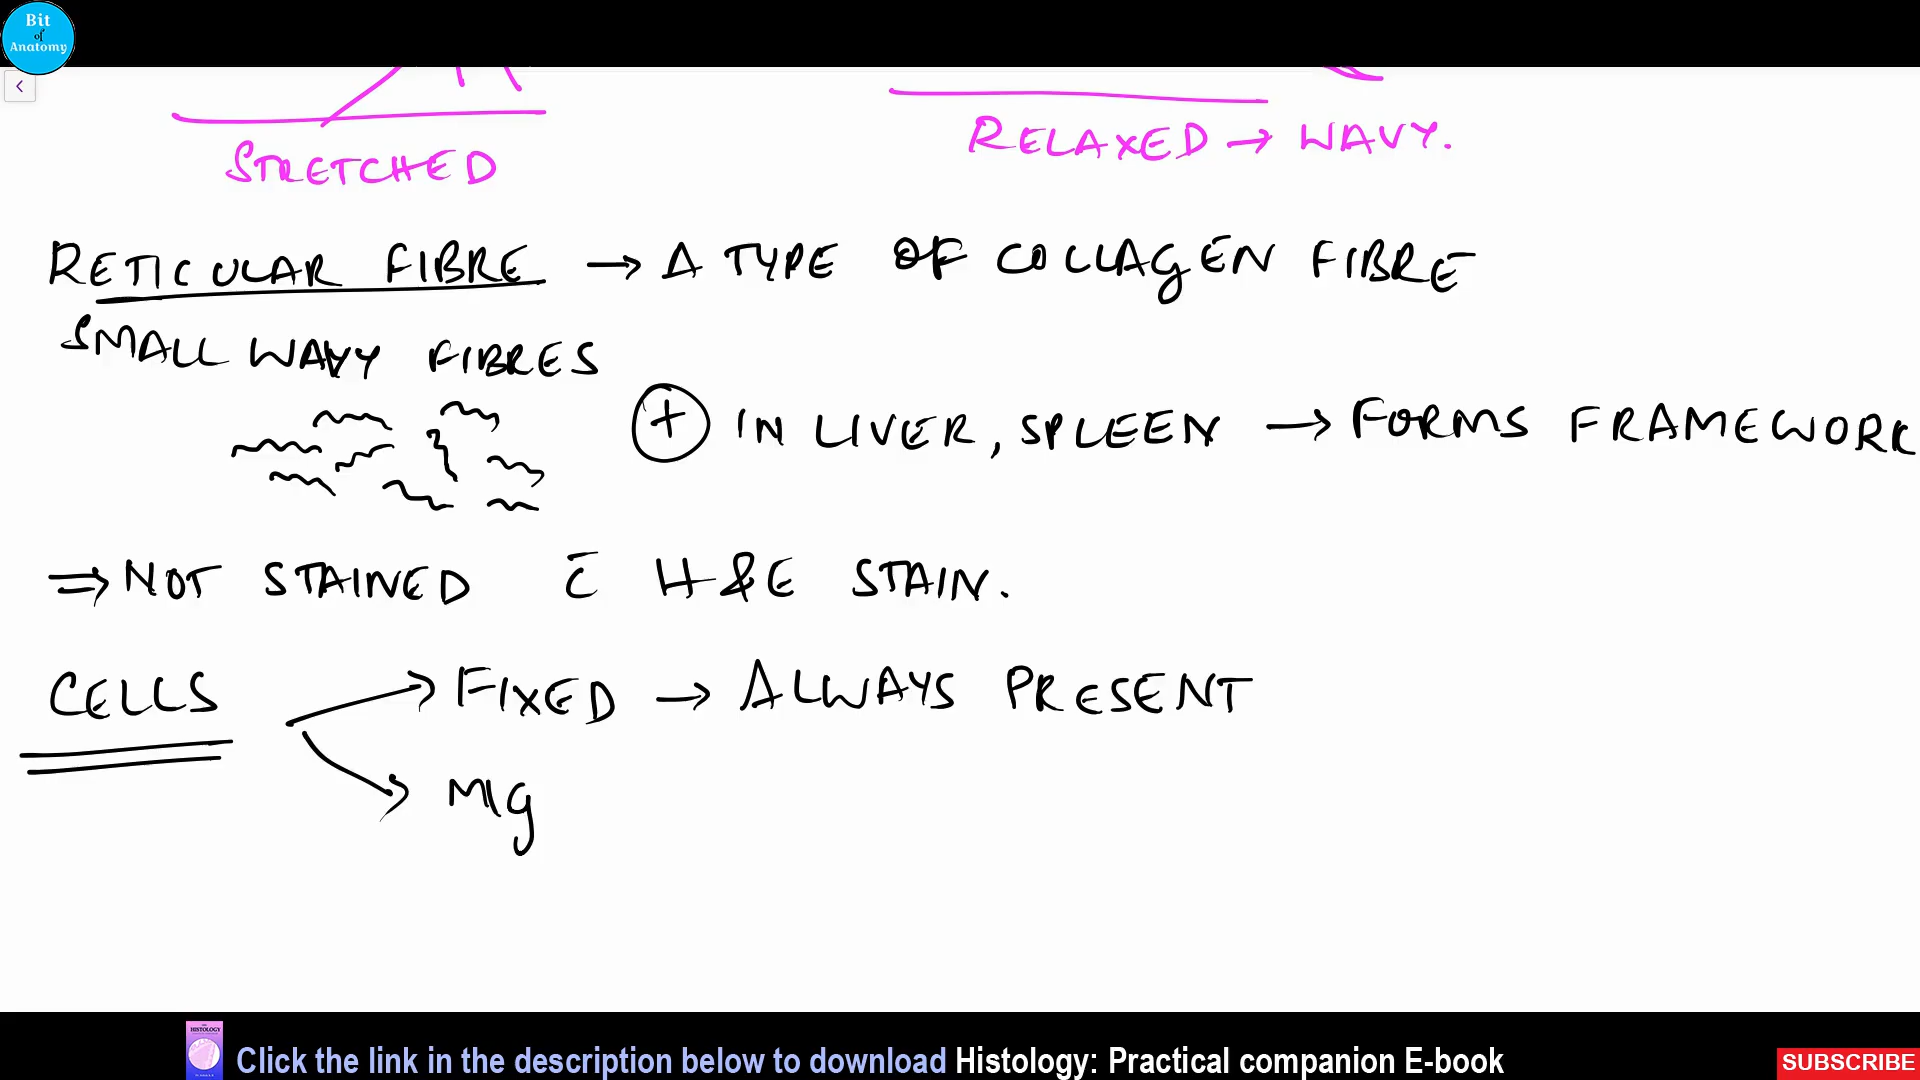 Bit
of
Anatomy
STRETCHED
RELAXED → WAVY.
RETICULAR FIBRE → A TYPE OF COLLAGEN FIBRE
SMALL WAVY FIBRES
+ IN LIVER, SPLEEN → FORMS FRAMEWORK
⇒ NOT STAINED c̄ H&E STAIN.
CELLS → FIXED → ALWAYS PRESENT
→ MIg
HISTOLOGY
Click the link in the description below to download Histology: Practical companion E-book
SUBSCRIBE